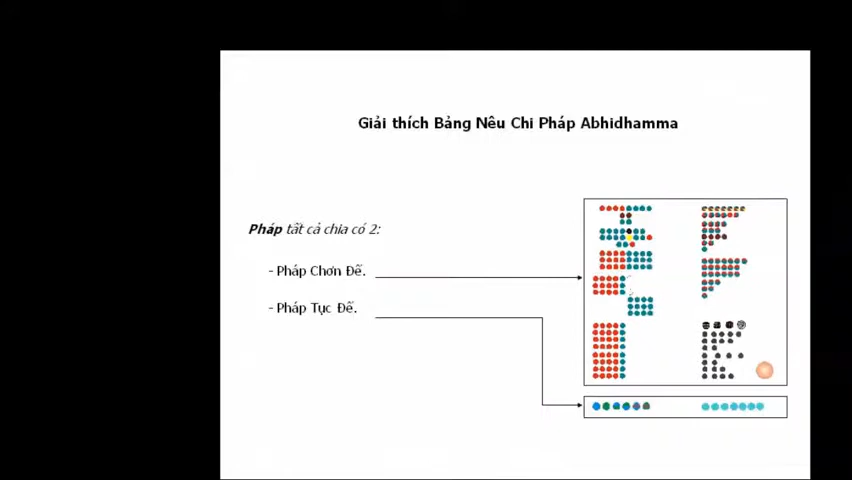 Giải thích Bảng Nêu Chi Pháp Abhidhamma
Pháp tất cả chia có 2:
- Pháp Chơn Đế.
- Pháp Tục Đế.